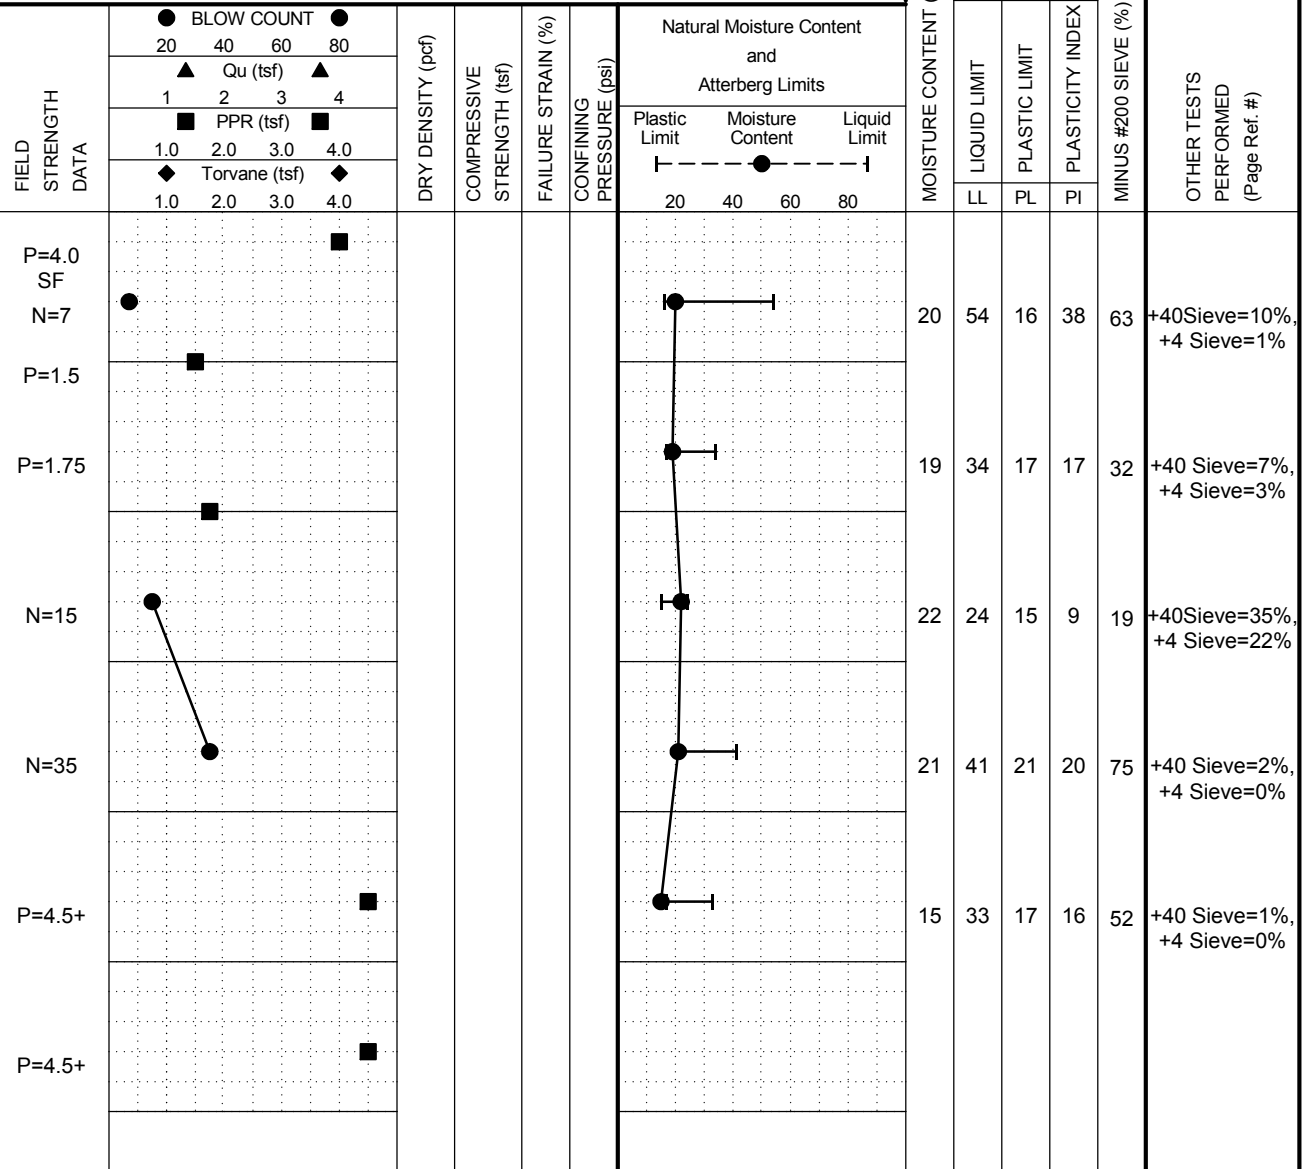 FIELD
STRENGTH
DATA
BLOW COUNT
20 40 60 80
Qu (tsf)
1 2 3 4
PPR (tsf)
1.0 2.0 3.0 4.0
Torvane (tsf)
1.0 2.0 3.0 4.0
DRY DENSITY (pcf)
COMPRESSIVE
STRENGTH (tsf)
FAILURE STRAIN (%)
CONFINING
PRESSURE (psi)
Natural Moisture Content
and
Atterberg Limits
Plastic Moisture Liquid
Limit Content Limit
20 40 60 80
MOISTURE CONTENT (
LIQUID LIMIT
PLASTIC LIMIT
PLASTICITY INDEX
LL PL PI
MINUS #200 SIEVE (%)
OTHER TESTS
PERFORMED
(Page Ref. #)
P=4.0
SF
N=7 20 54 16 38 63 +40Sieve=10%,
+4 Sieve=1%
P=1.5
P=1.75 19 34 17 17 32 +40 Sieve=7%,
+4 Sieve=3%
N=15 22 24 15 9 19 +40Sieve=35%,
+4 Sieve=22%
N=35 21 41 21 20 75 +40 Sieve=2%,
+4 Sieve=0%
P=4.5+ 15 33 17 16 52 +40 Sieve=1%,
+4 Sieve=0%
P=4.5+